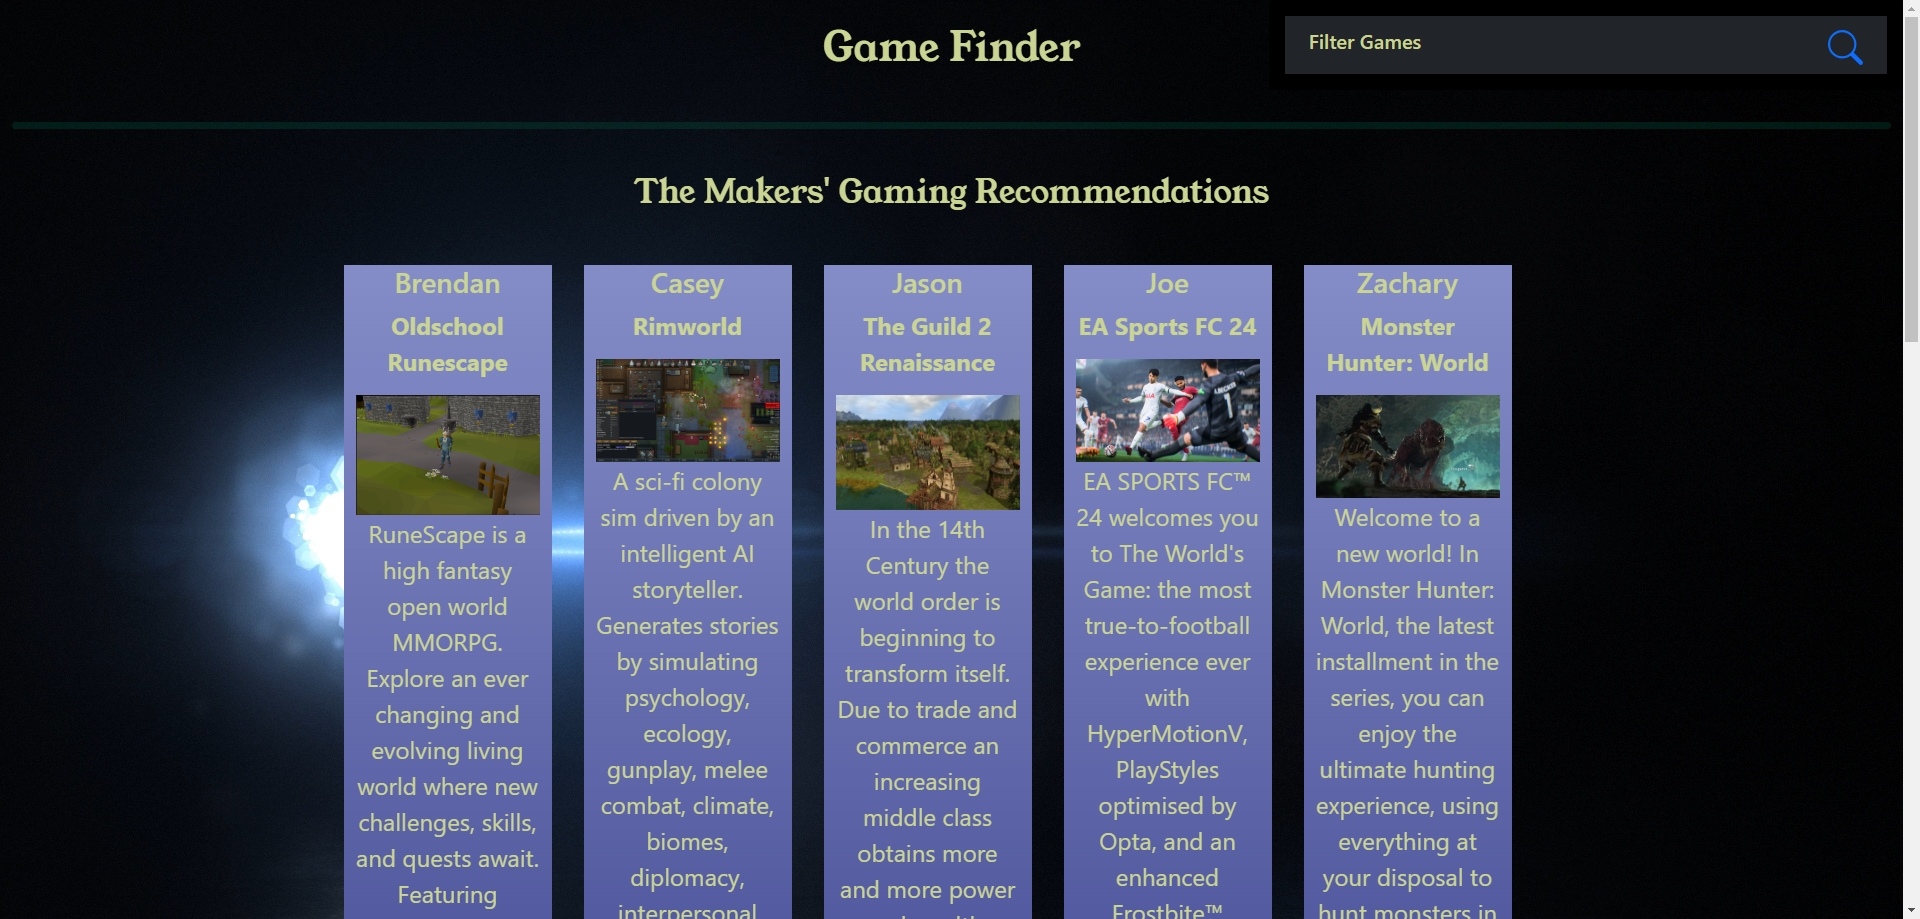 Game Finder
Filter Games
The Makers' Gaming Recommendations
Brendan
Oldschool
Runescape
RuneScape is a
high fantasy
open world
MMORPG.
Explore an ever
changing and
evolving living
world where new
challenges, skills,
and quests await.
Featuring
Casey
Rimworld
A sci-fi colony
sim driven by an
intelligent AI
storyteller.
Generates stories
by simulating
psychology,
ecology,
gunplay, melee
combat, climate,
biomes,
diplomacy,
interpersonal
Jason
The Guild 2
Renaissance
In the 14th
Century the
world order is
beginning to
transform itself.
Due to trade and
commerce an
increasing
middle class
obtains more
and more power
Joe
EA Sports FC 24
EA SPORTS FC™
24 welcomes you
to The World's
Game: the most
true-to-football
experience ever
with
HyperMotionV,
PlayStyles
optimised by
Opta, and an
enhanced
Frostbite™
Zachary
Monster
Hunter: World
Welcome to a
new world! In
Monster Hunter:
World, the latest
installment in the
series, you can
enjoy the
ultimate hunting
experience, using
everything at
your disposal to
hunt monsters in